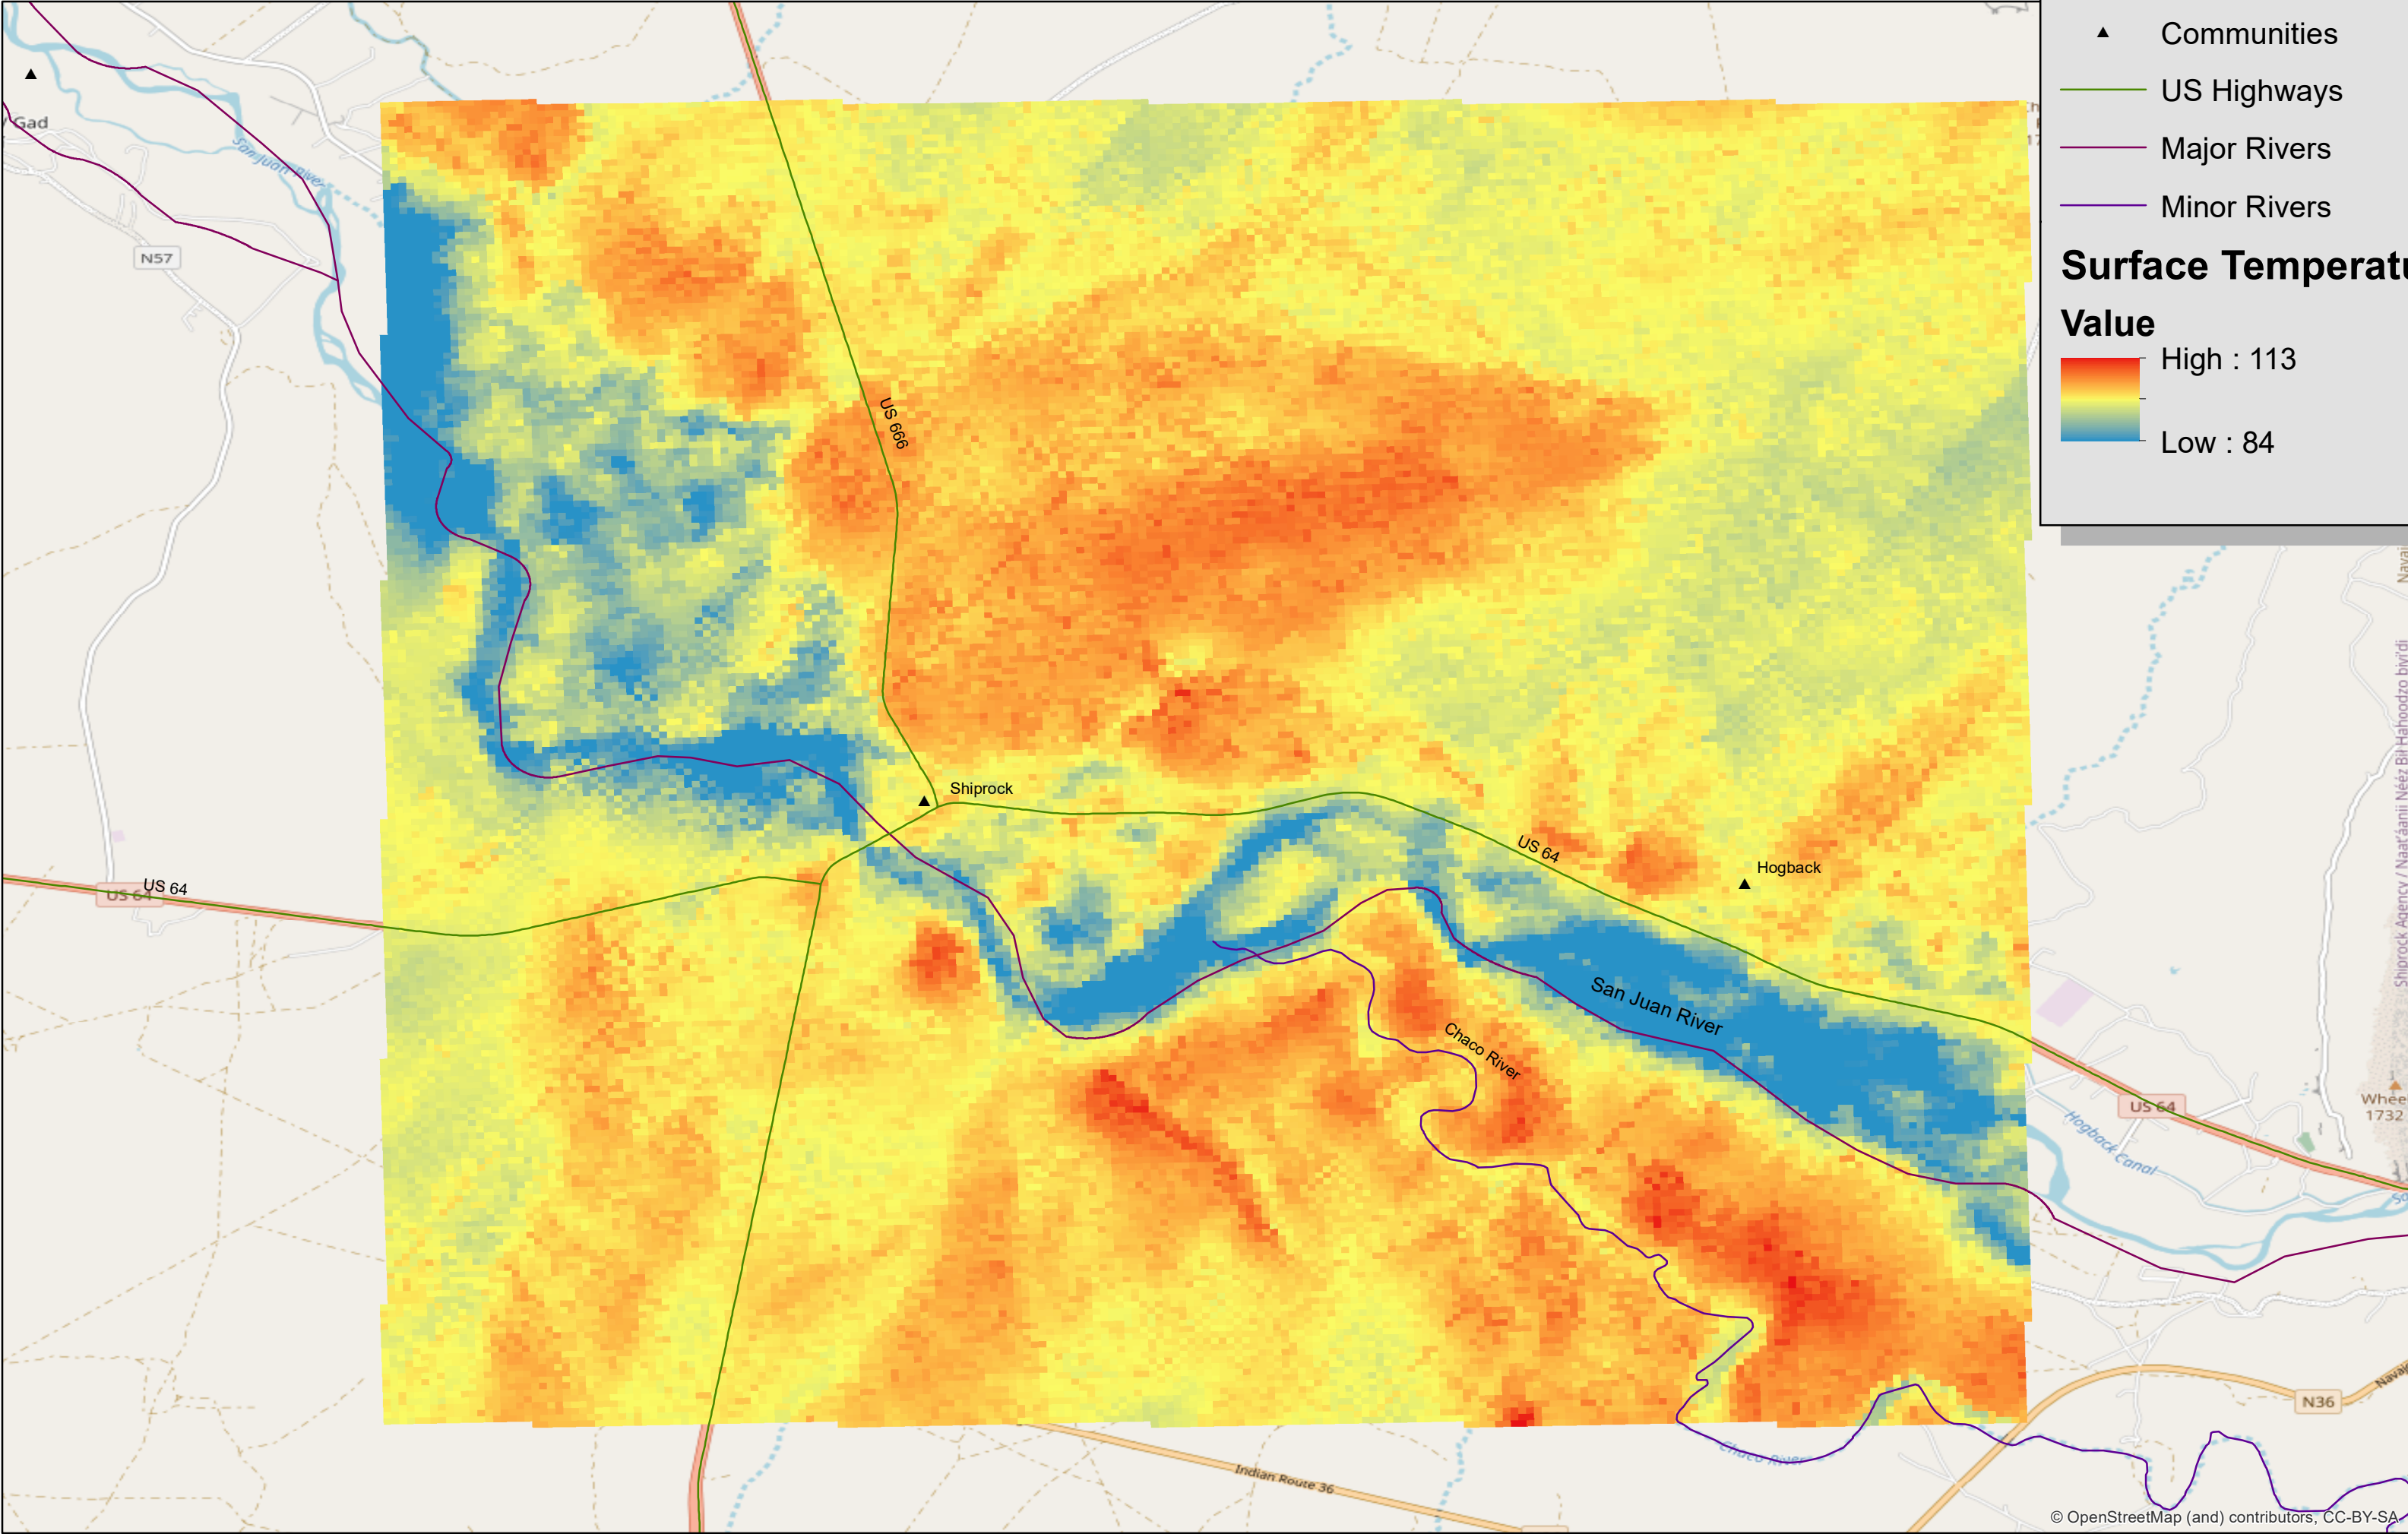 Communities
US Highways
Major Rivers
Minor Rivers
Surface Temperatu
Value
High : 113
Low : 84
Gad
San Juan River
N57
US 666
Shiprock
US 64
US 64
US 64
Hogback
San Juan River
Chaco River
Shiprock Agency / Naat'áanii Nééz Bił Hahoodzo bivi'di
Whee
1732
US 64
Hogback Canal
N36
Navaj
Chaco River
Indian Route 36
© OpenStreetMap (and) contributors, CC-BY-SA